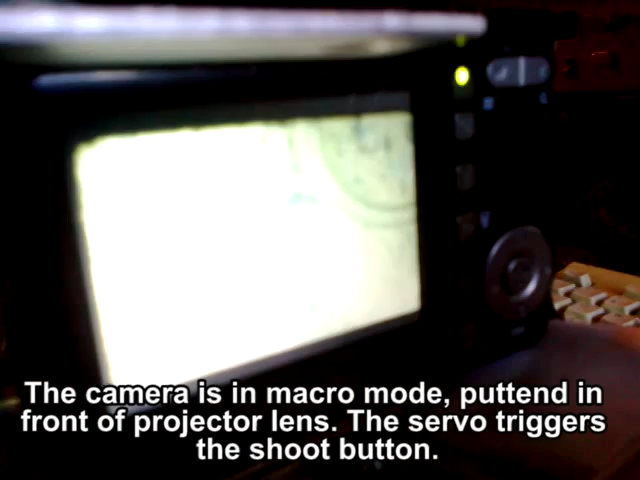 The camera is in macro mode, puttend in
front of projector lens. The servo triggers
the shoot button.